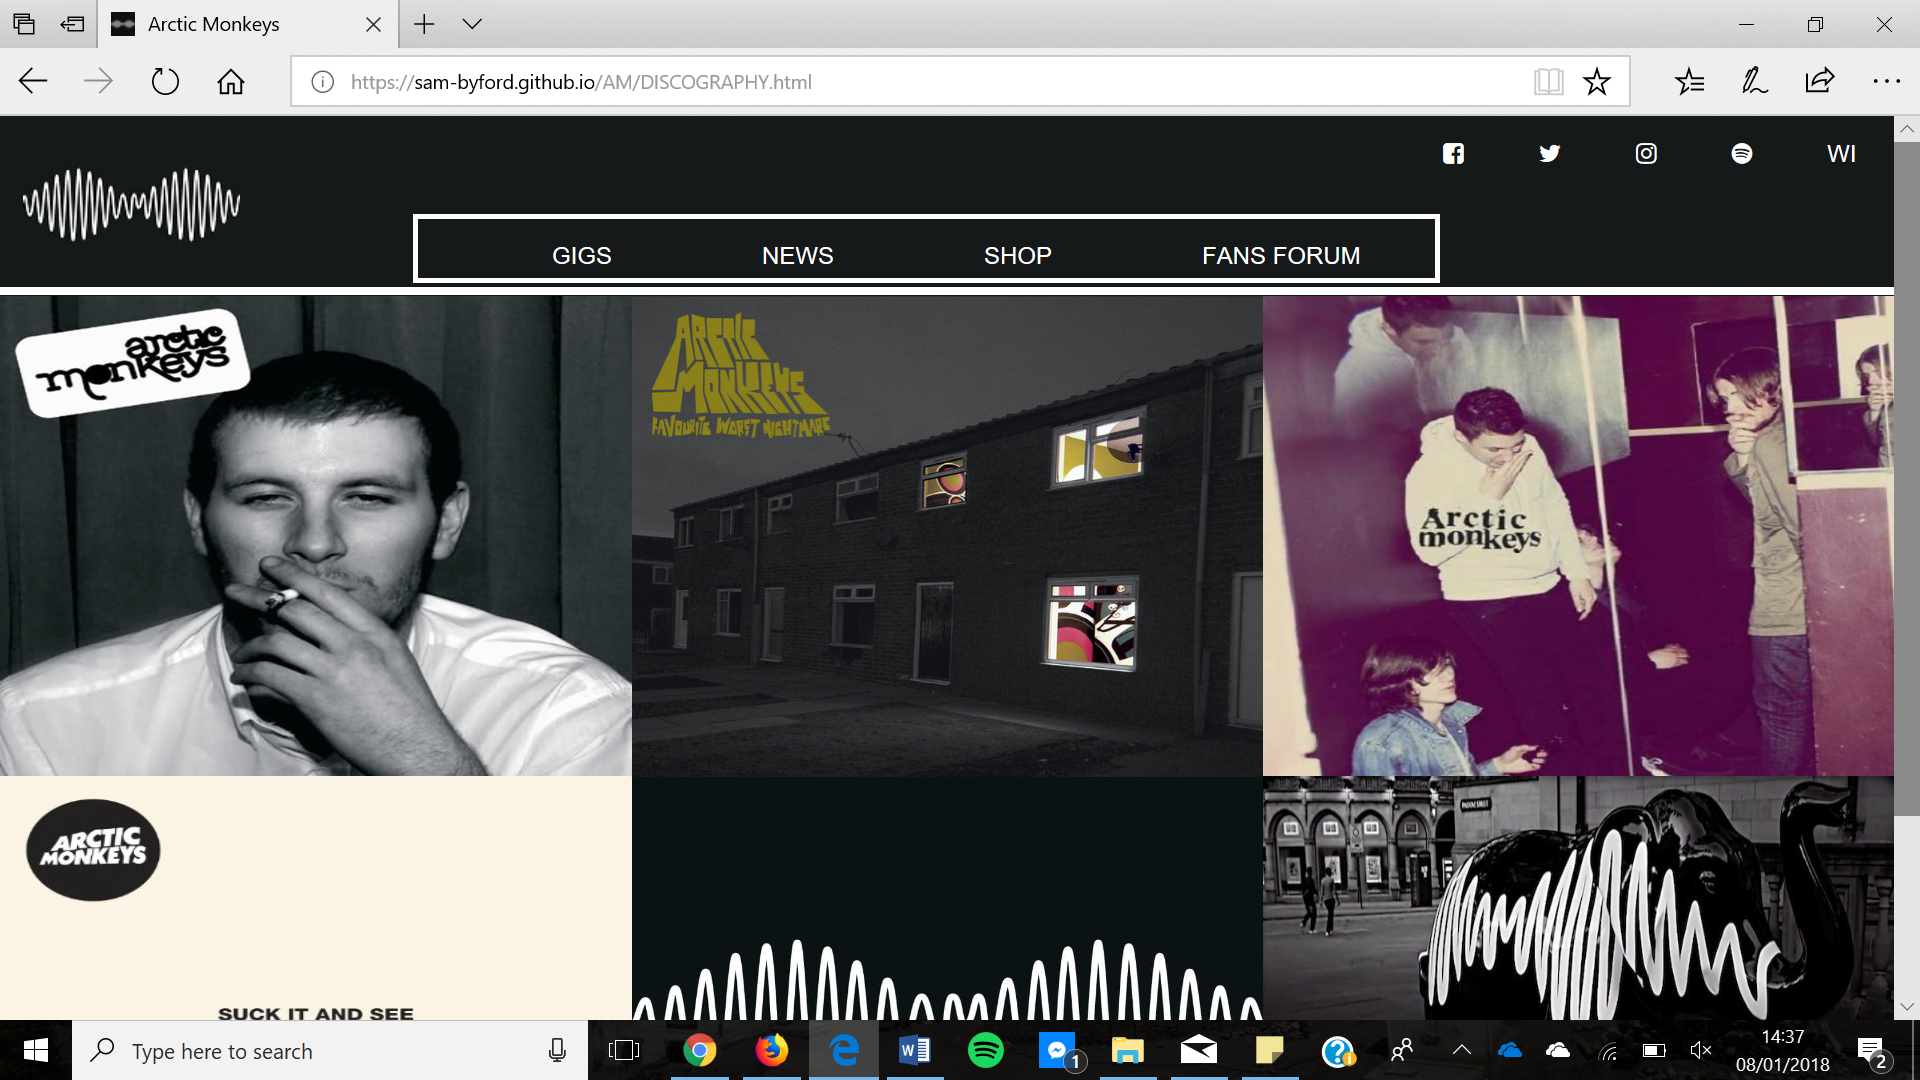 Arctic Monkeys
https://sam-byford.github.io/AM/DISCOGRAPHY.html
WI
GIGS NEWS SHOP FANS FORUM
arctic
monkeys
ARCTIC
MONKEYS
FAVOURITE WORST NIGHTMARE
Arctic
monkeys
ARCTIC
MONKEYS
SUCK IT AND SEE
Type here to search
1
14:37
08/01/2018
2